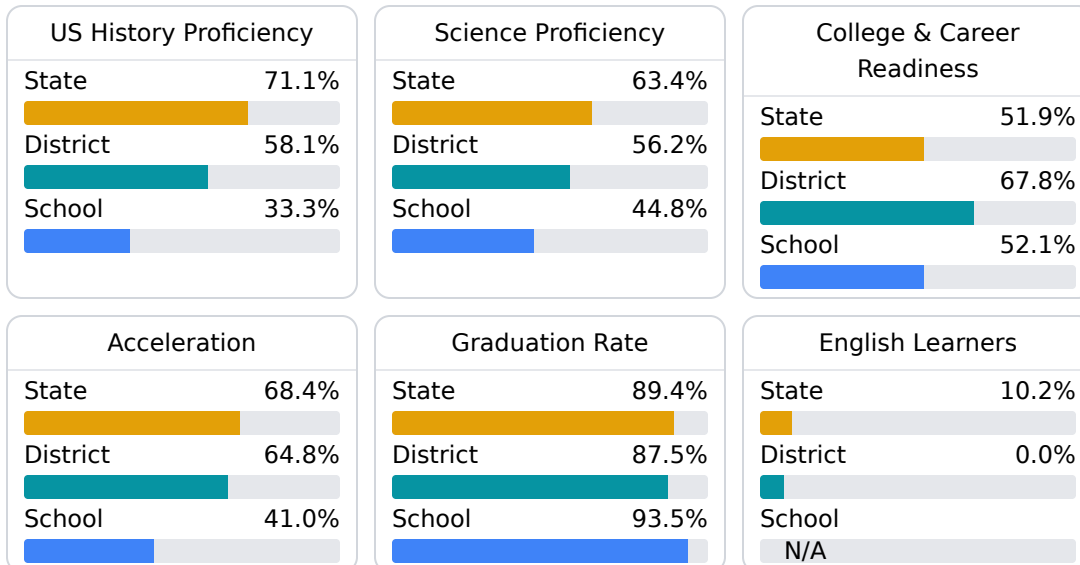 US History Proficiency
State 71.1%
District 58.1%
School 33.3%
Science Proficiency
State 63.4%
District 56.2%
School 44.8%
College & Career
Readiness
State 51.9%
District 67.8%
School 52.1%
Acceleration
State 68.4%
District 64.8%
School 41.0%
Graduation Rate
State 89.4%
District 87.5%
School 93.5%
English Learners
State 10.2%
District 0.0%
School
N/A